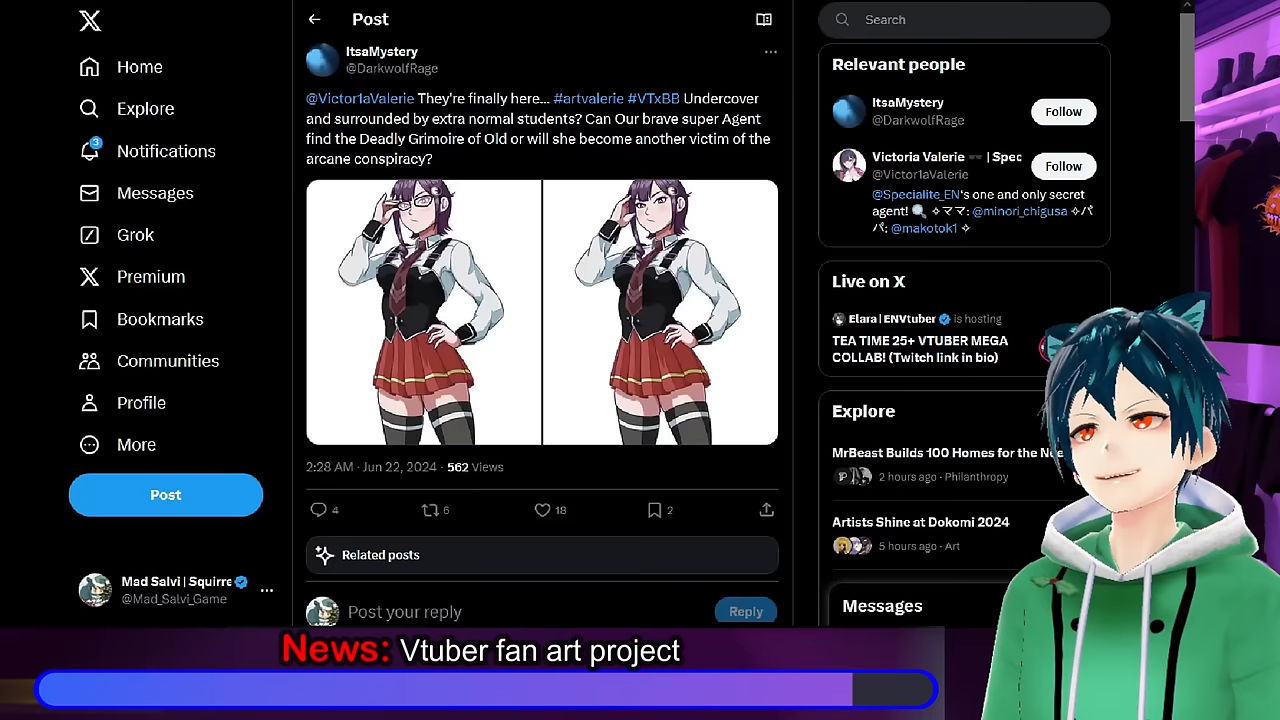 Home
Explore
3
Notifications
Messages
Grok
Premium
Bookmarks
Communities
Profile
More
Post
Mad Salvi | Squirre
@Mad_Salvi_Game
Post
ItsaMystery
@DarkwolfRage
@Victor1aValerie They're finally here... #artvalerie #VTxBB Undercover
and surrounded by extra normal students? Can Our brave super Agent
find the Deadly Grimoire of Old or will she become another victim of the
arcane conspiracy?
2:28 AM · Jun 22, 2024 · 562 Views
4
6
18
2
Related posts
Post your reply
Reply
Search
Relevant people
ItsaMystery
@DarkwolfRage
Follow
Victoria Valerie 🕶 | Spec
@Victor1aValerie
Follow
@Specialite_EN's one and only secret
agent! 🔍 ✧ママ: @minori_chigusa ✧パ
パ: @makotok1 ✧
Live on X
Elara | ENVtuber is hosting
TEA TIME 25+ VTUBER MEGA
COLLAB! (Twitch link in bio)
Explore
MrBeast Builds 100 Homes for the Nee
2 hours ago · Philanthropy
Artists Shine at Dokomi 2024
5 hours ago · Art
Messages
News: Vtuber fan art project